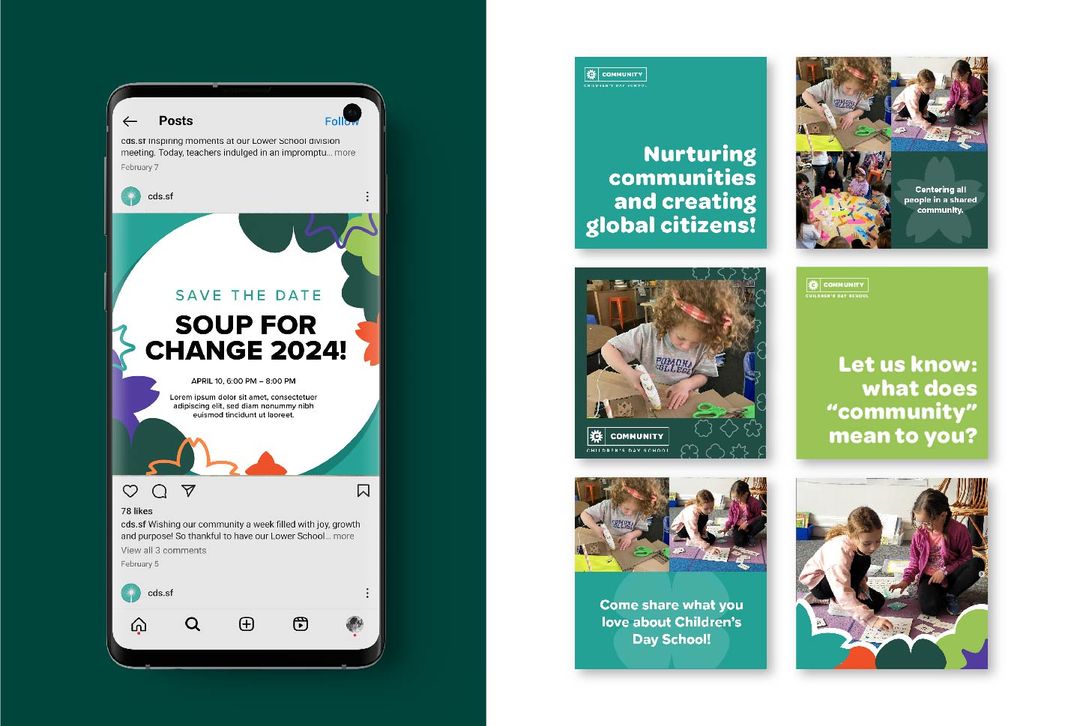 Posts
Follow
cds.sf Inspiring moments at our Lower School division
meeting. Today, teachers indulged in an impromptu... more
February 7
cds.sf
SAVE THE DATE
SOUP FOR
CHANGE 2024!
APRIL 10, 6:00 PM – 8:00 PM
Lorem ipsum dolor sit amet, consectetuer
adipiscing elit, sed diam nonummy nibh
euismod tincidunt ut laoreet.
78 likes
cds.sf Wishing our community a week filled with joy, growth
and purpose! So thankful to have our Lower School... more
View all 3 comments
February 5
cds.sf
COMMUNITY
CHILDREN'S DAY SCHOOL
Nurturing
communities
and creating
global citizens!
POMONA
COLLEGE
Centering all
people in a shared
community.
POMONA
COLLEGE
C COMMUNITY
CHILDREN'S DAY SCHOOL
COMMUNITY
CHILDREN'S DAY SCHOOL
Let us know:
what does
“community”
mean to you?
POMONA
COLLEGE
Come share what you
love about Children’s
Day School!